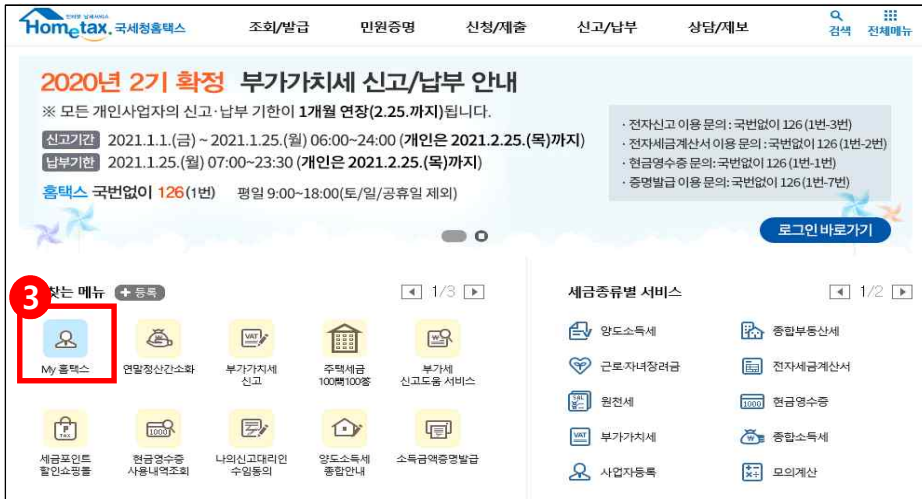 Hometax. 국세청홈택스
조회/발급 민원증명 신청/제출 신고/납부 상담/제보 검색 전체메뉴
2020년 2기 확정 부가가치세 신고/납부 안내
※ 모든 개인사업자의 신고·납부 기한이 1개월 연장(2.25.까지)됩니다.
신고기간 2021.1.1.(금) ~ 2021.1.25.(월) 06:00~24:00 (개인은 2021.2.25.(목)까지)
납부기한 2021.1.25.(월) 07:00~23:30 (개인은 2021.2.25.(목)까지)
홈택스 국번없이 126(1번) 평일 9:00~18:00(토/일/공휴일 제외)
· 전자신고 이용 문의 : 국번없이 126 (1번-3번)
· 전자세금계산서 이용 문의 : 국번없이 126 (1번-2번)
· 현금영수증 문의: 국번없이 126 (1번-1번)
· 증명발급 이용 문의: 국번없이 126 (1번-7번)
로그인 바로가기
3
찾는 메뉴 + 등록 1/3
My 홈택스
연말정산간소화
부가가치세
신고
주택세금
100問100答
부가세
신고도움 서비스
세금포인트
할인쇼핑몰
현금영수증
사용내역조회
나의신고대리인
수임동의
양도소득세
종합안내
소득금액증명발급
세금종류별 서비스 1/2
양도소득세
종합부동산세
근로·자녀장려금
전자세금계산서
원천세
현금영수증
부가가치세
종합소득세
사업자등록
모의계산